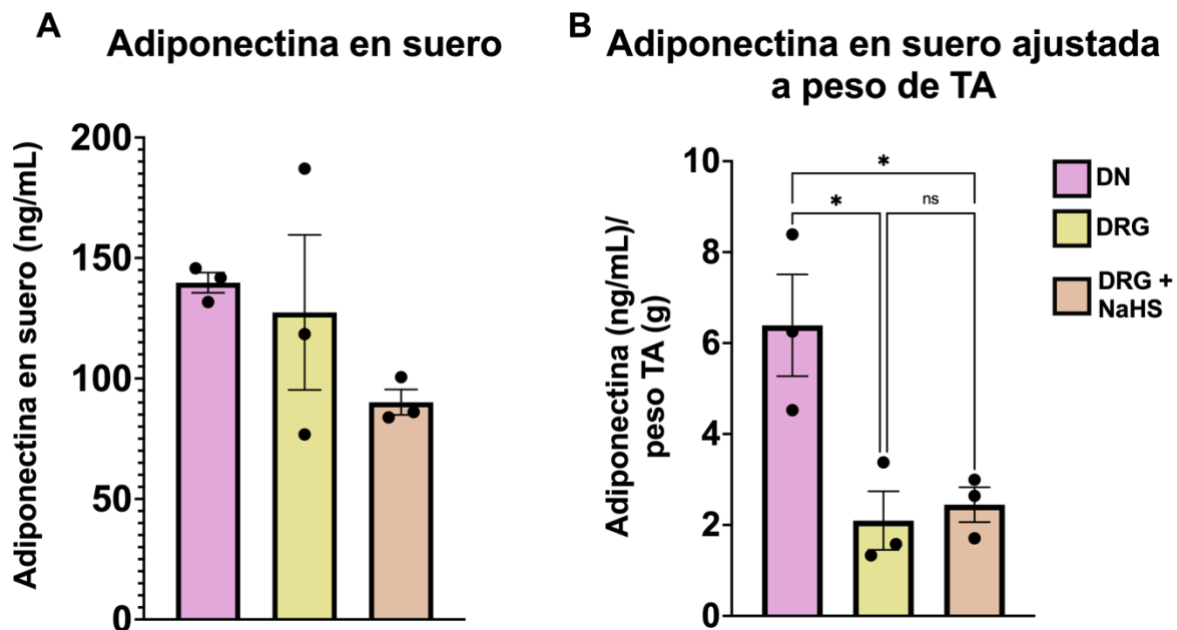 A
Adiponectina en suero
Adiponectina en suero (ng/mL)
200
150
100
50
0
B
Adiponectina en suero ajustada
a peso de TA
Adiponectina (ng/mL)/
peso TA (g)
10
8
6
4
2
0
*
*
ns
DN
DRG
DRG +
NaHS